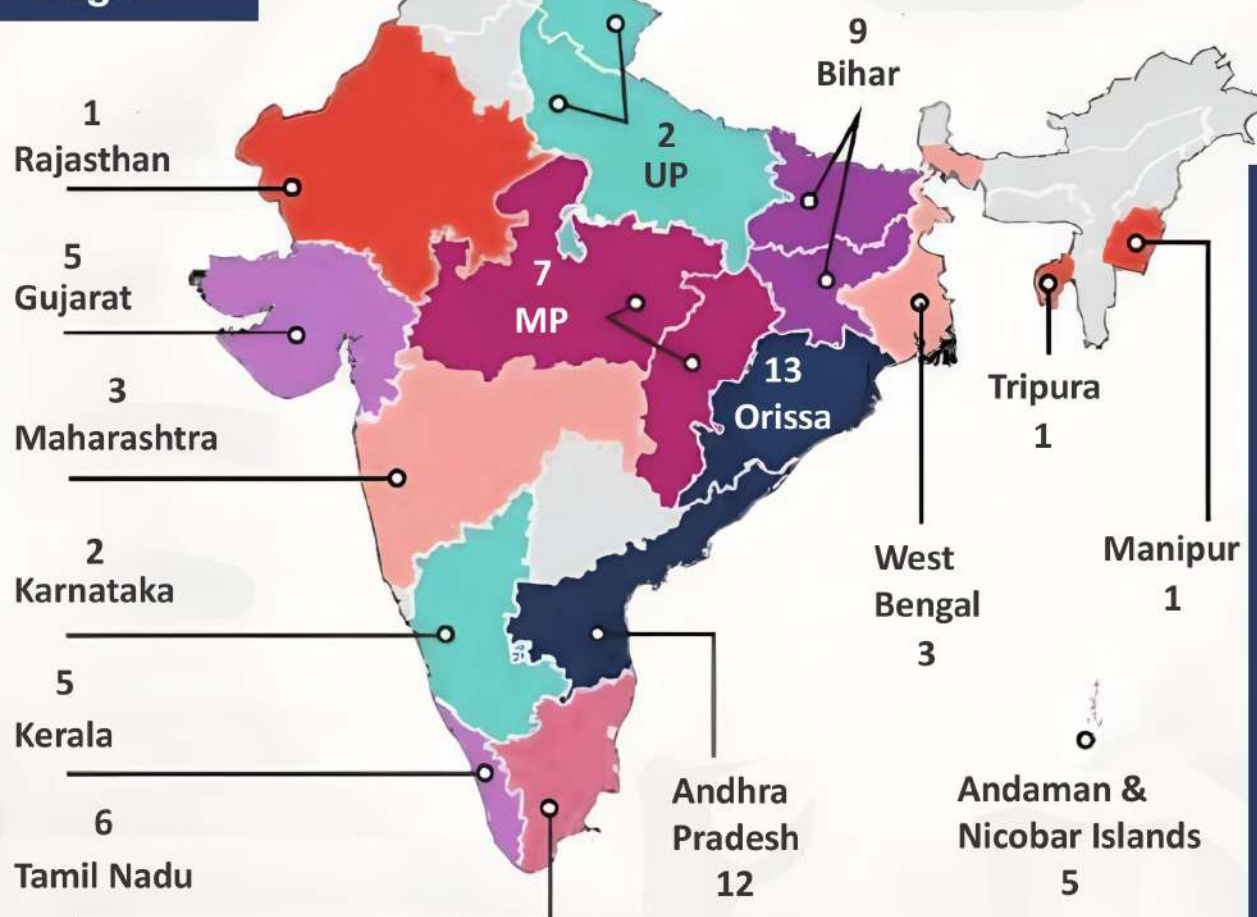 1
Rajasthan
5
Gujarat
3
Maharashtra
2
Karnataka
5
Kerala
6
Tamil Nadu
2
UP
9
Bihar
7
MP
13
Orissa
Tripura
1
West
Bengal
3
Manipur
1
Andhra
Pradesh
12
Andaman &
Nicobar Islands
5